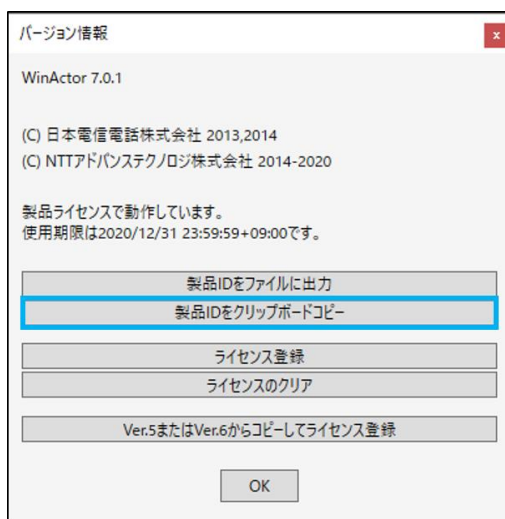 バージョン情報
x
WinActor 7.0.1
(C) 日本電信電話株式会社 2013,2014
(C) NTTアドバンステクノロジ株式会社 2014-2020
製品ライセンスで動作しています。
使用期限は2020/12/31 23:59:59+09:00です。
製品IDをファイルに出力
製品IDをクリップボードコピー
ライセンス登録
ライセンスのクリア
Ver.5またはVer.6からコピーしてライセンス登録
OK